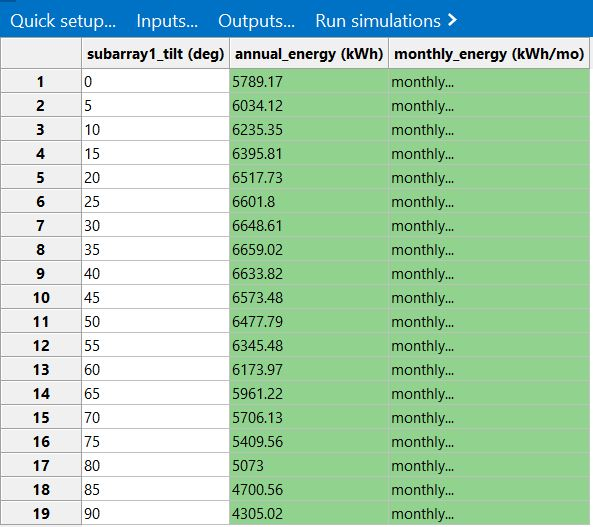 Quick setup... Inputs... Outputs... Run simulations >
subarray1_tilt (deg) annual_energy (kWh) monthly_energy (kWh/mo)
1 0 5789.17 monthly...
2 5 6034.12 monthly...
3 10 6235.35 monthly...
4 15 6395.81 monthly...
5 20 6517.73 monthly...
6 25 6601.8 monthly...
7 30 6648.61 monthly...
8 35 6659.02 monthly...
9 40 6633.82 monthly...
10 45 6573.48 monthly...
11 50 6477.79 monthly...
12 55 6345.48 monthly...
13 60 6173.97 monthly...
14 65 5961.22 monthly...
15 70 5706.13 monthly...
16 75 5409.56 monthly...
17 80 5073 monthly...
18 85 4700.56 monthly...
19 90 4305.02 monthly...